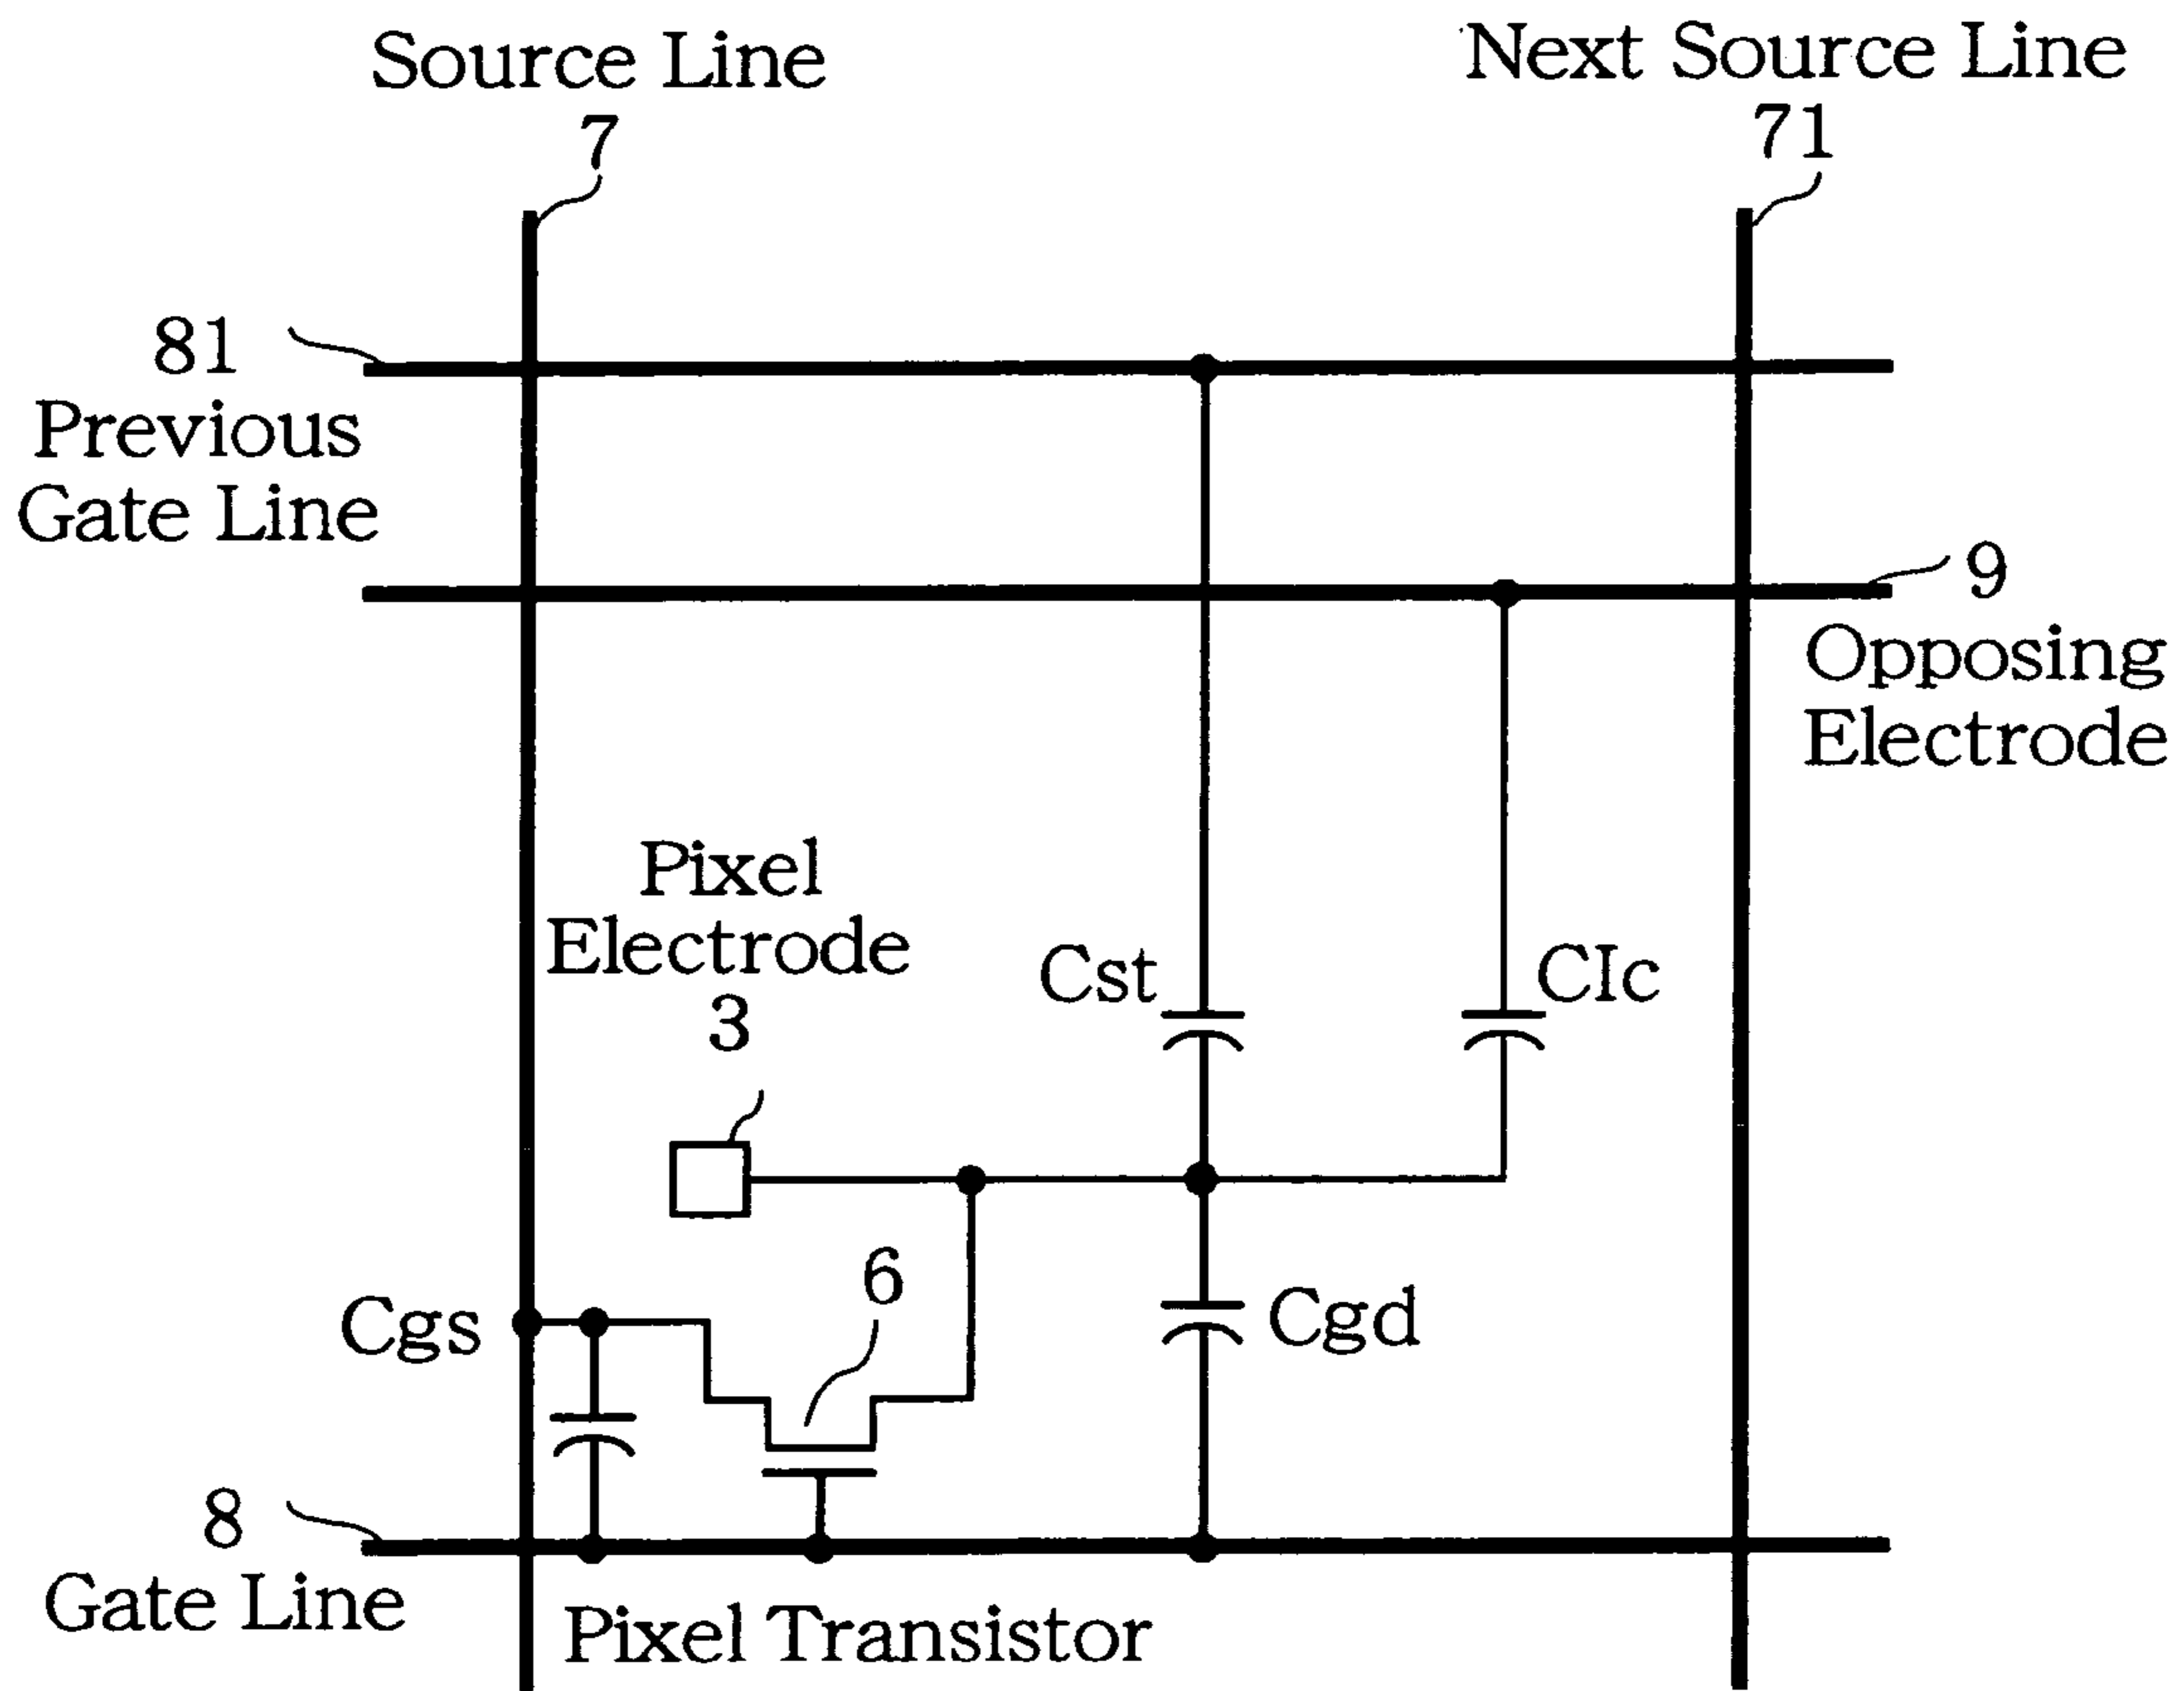 Source Line
7
Next Source Line
71
81
Previous
Gate Line
9
Opposing
Electrode
Pixel
Electrode
3
Cst
CIc
6
Cgs
Cgd
8
Gate Line
Pixel Transistor